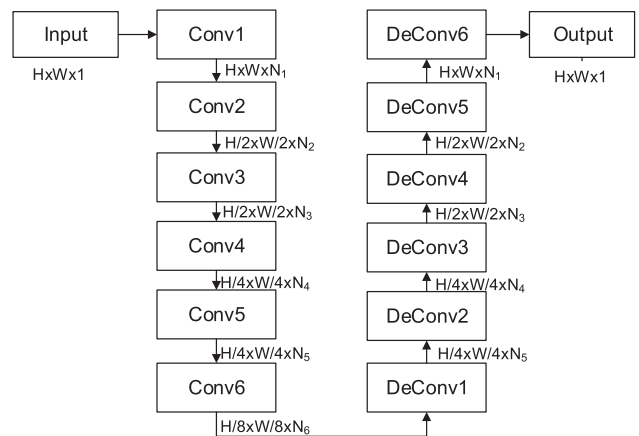 Input
HxWx1
Conv1
HxWxN₁
Conv2
H/2xW/2xN₂
Conv3
H/2xW/2xN₃
Conv4
H/4xW/4xN₄
Conv5
H/4xW/4xN₅
Conv6
H/8xW/8xN₆
DeConv6
HxWxN₁
DeConv5
H/2xW/2xN₂
DeConv4
H/2xW/2xN₃
DeConv3
H/4xW/4xN₄
DeConv2
H/4xW/4xN₅
DeConv1
Output
HxWx1